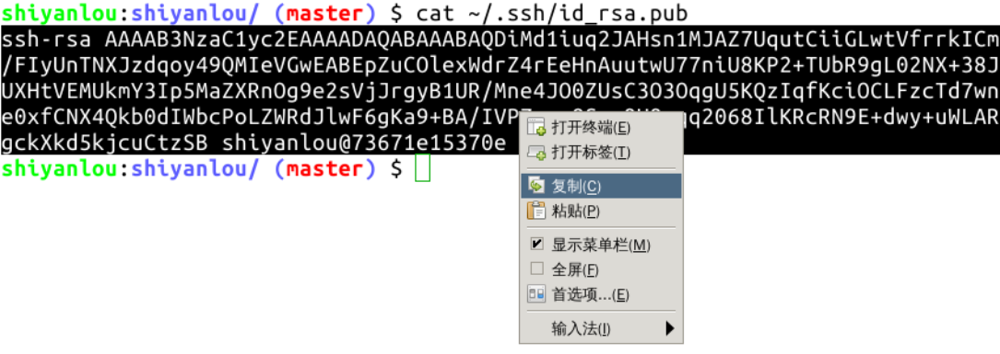 shiyanlou:shiyanlou/ (master) $ cat ~/.ssh/id_rsa.pub
ssh-rsa AAAAB3NzaC1yc2EAAAADAQABAAABAQDiMd1iuq2JAHsn1MJAZ7UqutCiiGLwtVfrrkICm
/FIyUnTNXJzdqoy49QMIeVGwEABEpZuCOlexWdrZ4rEeHnAuutwU77niU8KP2+TUbR9gL02NX+38J
UXHtVEMUkmY3Ip5MaZXRnOg9e2sVjJrgyB1UR/Mne4JO0ZUsC3O3OqgU5KQzIqfKciOCLFzcTd7wn
e0xfCNX4Qkb0dIWbcPoLZWRdJlwF6gKa9+BA/IVP qq2068IlKRcRN9E+dwy+uWLAR
gckXkd5kjcuCtzSB shiyanlou@73671e15370e
shiyanlou:shiyanlou/ (master) $
打开终端(E)
打开标签(T)
复制(C)
粘贴(P)
显示菜单栏(M)
全屏(F)
首选项...(E)
输入法(I)